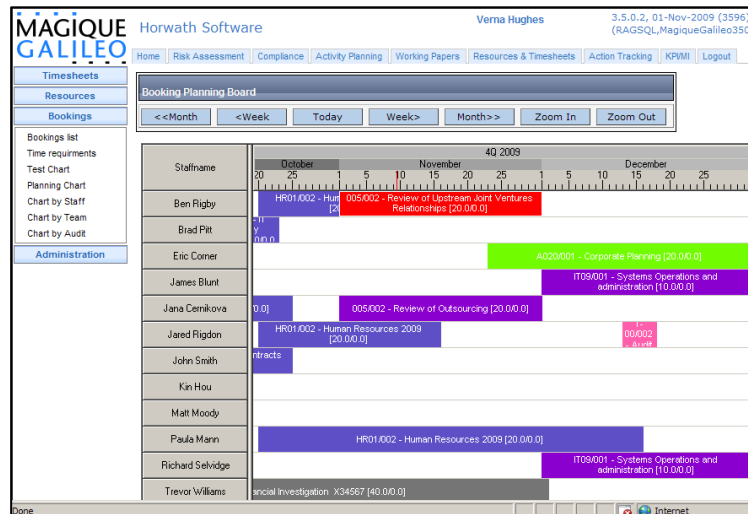 MAGIQUE
GALILEO
Horwath Software
Verna Hughes
3.5.0.2, 01-Nov-2009 (3596)
(RAGSQL,MagiqueGalileo350
Home Risk Assessment Compliance Activity Planning Working Papers Resources & Timesheets Action Tracking KPI/MI Logout
Timesheets
Resources
Bookings
Bookings list
Time requirments
Test Chart
Planning Chart
Chart by Staff
Chart by Team
Chart by Audit
Administration
Booking Planning Board
<<Month <Week Today Week> Month>> Zoom In Zoom Out
Staffname
4Q 2009
October November December
20 25 1 5 10 15 20 25 1 5 10 15 20 25
Ben Rigby
HR01/002 - Hum
[20
005/002 - Review of Upstream Joint Ventures
Relationships [20.0/0.0]
Brad Pitt
Eric Corner
A020/001 - Corporate Planning [20.0/0.0]
James Blunt
IT09/001 - Systems Operations and
administration [10.0/0.0]
Jana Cernikova
0.0]
005/002 - Review of Outsourcing [20.0/0.0]
Jared Rigdon
HR01/002 - Human Resources 2009
[20.0/0.0]
00/002
- Audit
John Smith
ntracts
Kin Hou
Matt Moody
Paula Mann
HR01/002 - Human Resources 2009 [20.0/0.0]
Richard Selvidge
IT09/001 - Systems Operations and
administration [10.0/0.0]
Trevor Williams
ancial Investigation X34567 [40.0/0.0]
Done
Internet